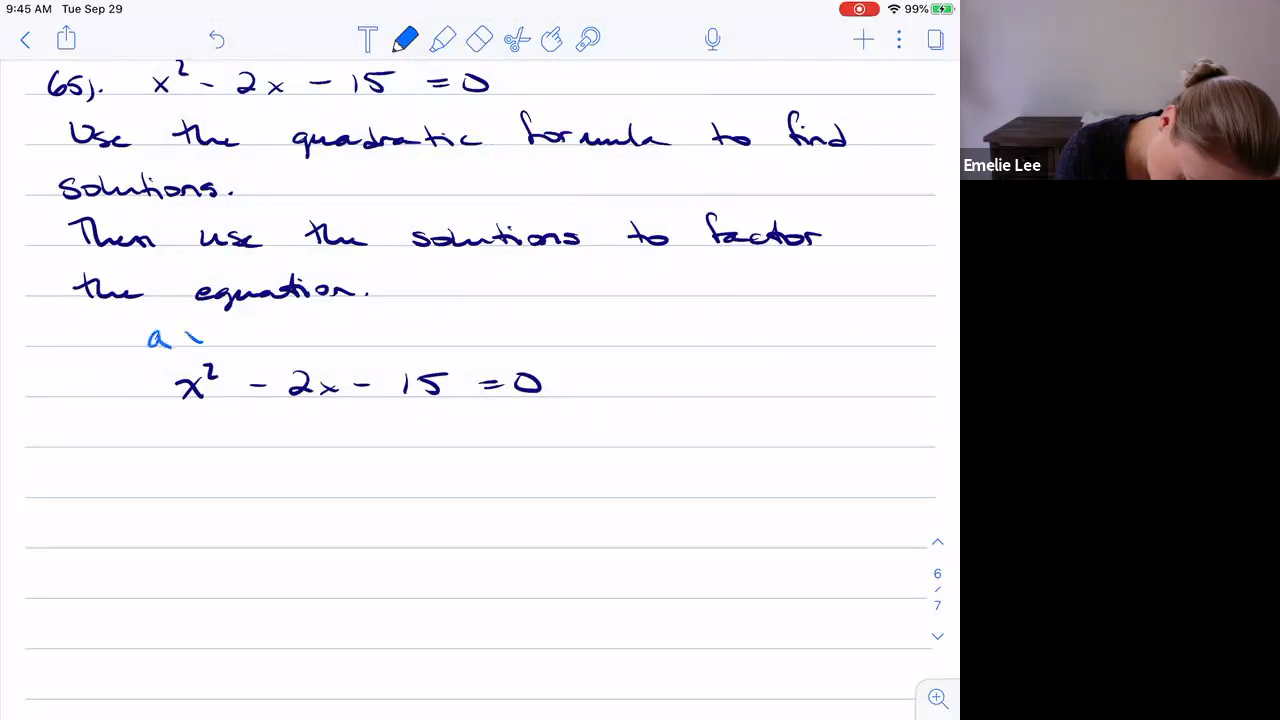 9:45 AM Tue Sep 29
99%
65). x² - 2x - 15 = 0
Use the quadratic formula to find
solutions.
Then use the solutions to factor
the equation.
a
x² - 2x - 15 = 0
6
/
7
Emelie Lee